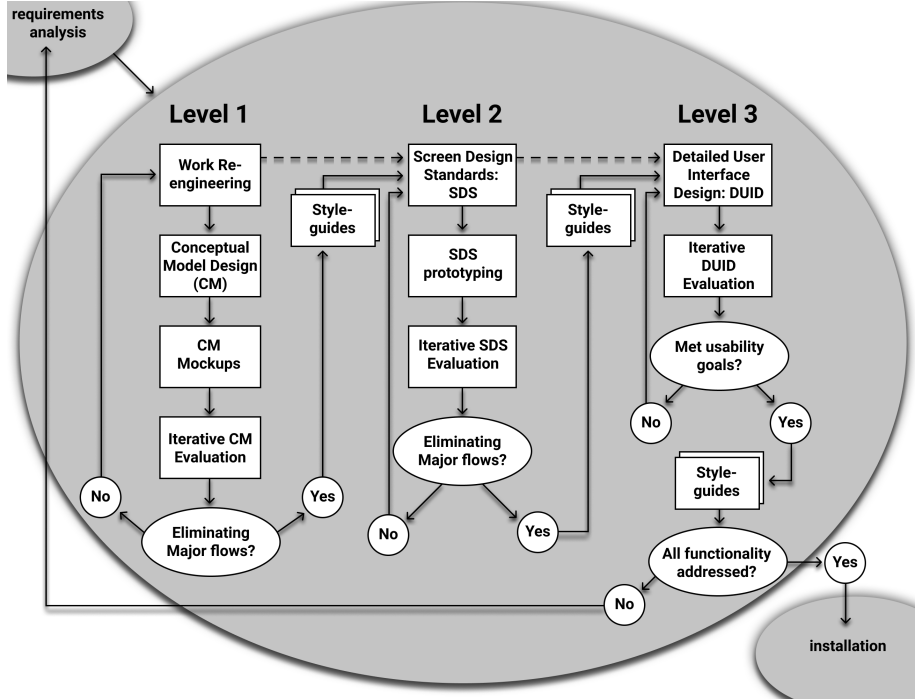 requirements
analysis
Level 1
Work Re-
engineering
Conceptual
Model Design
(CM)
CM
Mockups
Iterative CM
Evaluation
No
Eliminating
Major flows?
Yes
Style-
guides
Level 2
Screen Design
Standards:
SDS
SDS
prototyping
Iterative SDS
Evaluation
Eliminating
Major flows?
No
Yes
Style-
guides
Level 3
Detailed User
Interface
Design: DUID
Iterative
DUID
Evaluation
Met usability
goals?
No
Yes
Style-
guides
All functionality
addressed?
No
Yes
installation